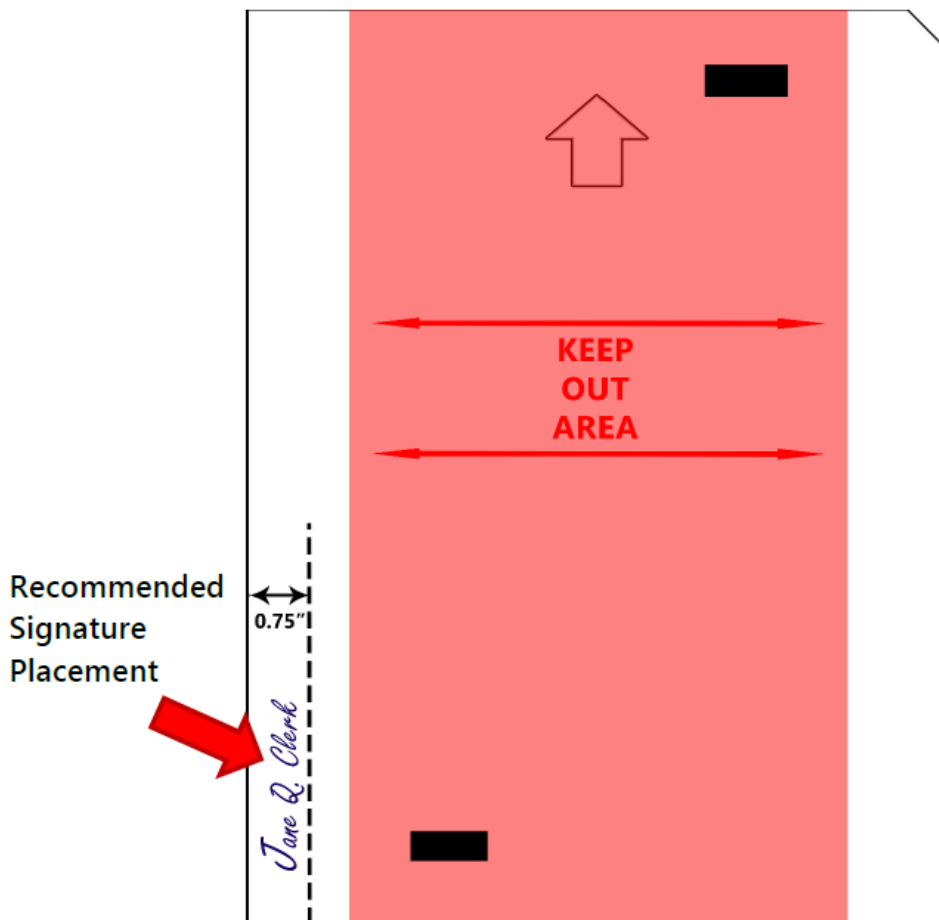 KEEP
OUT
AREA
Recommended
Signature
Placement
0.75”
Jane Q. Clerk